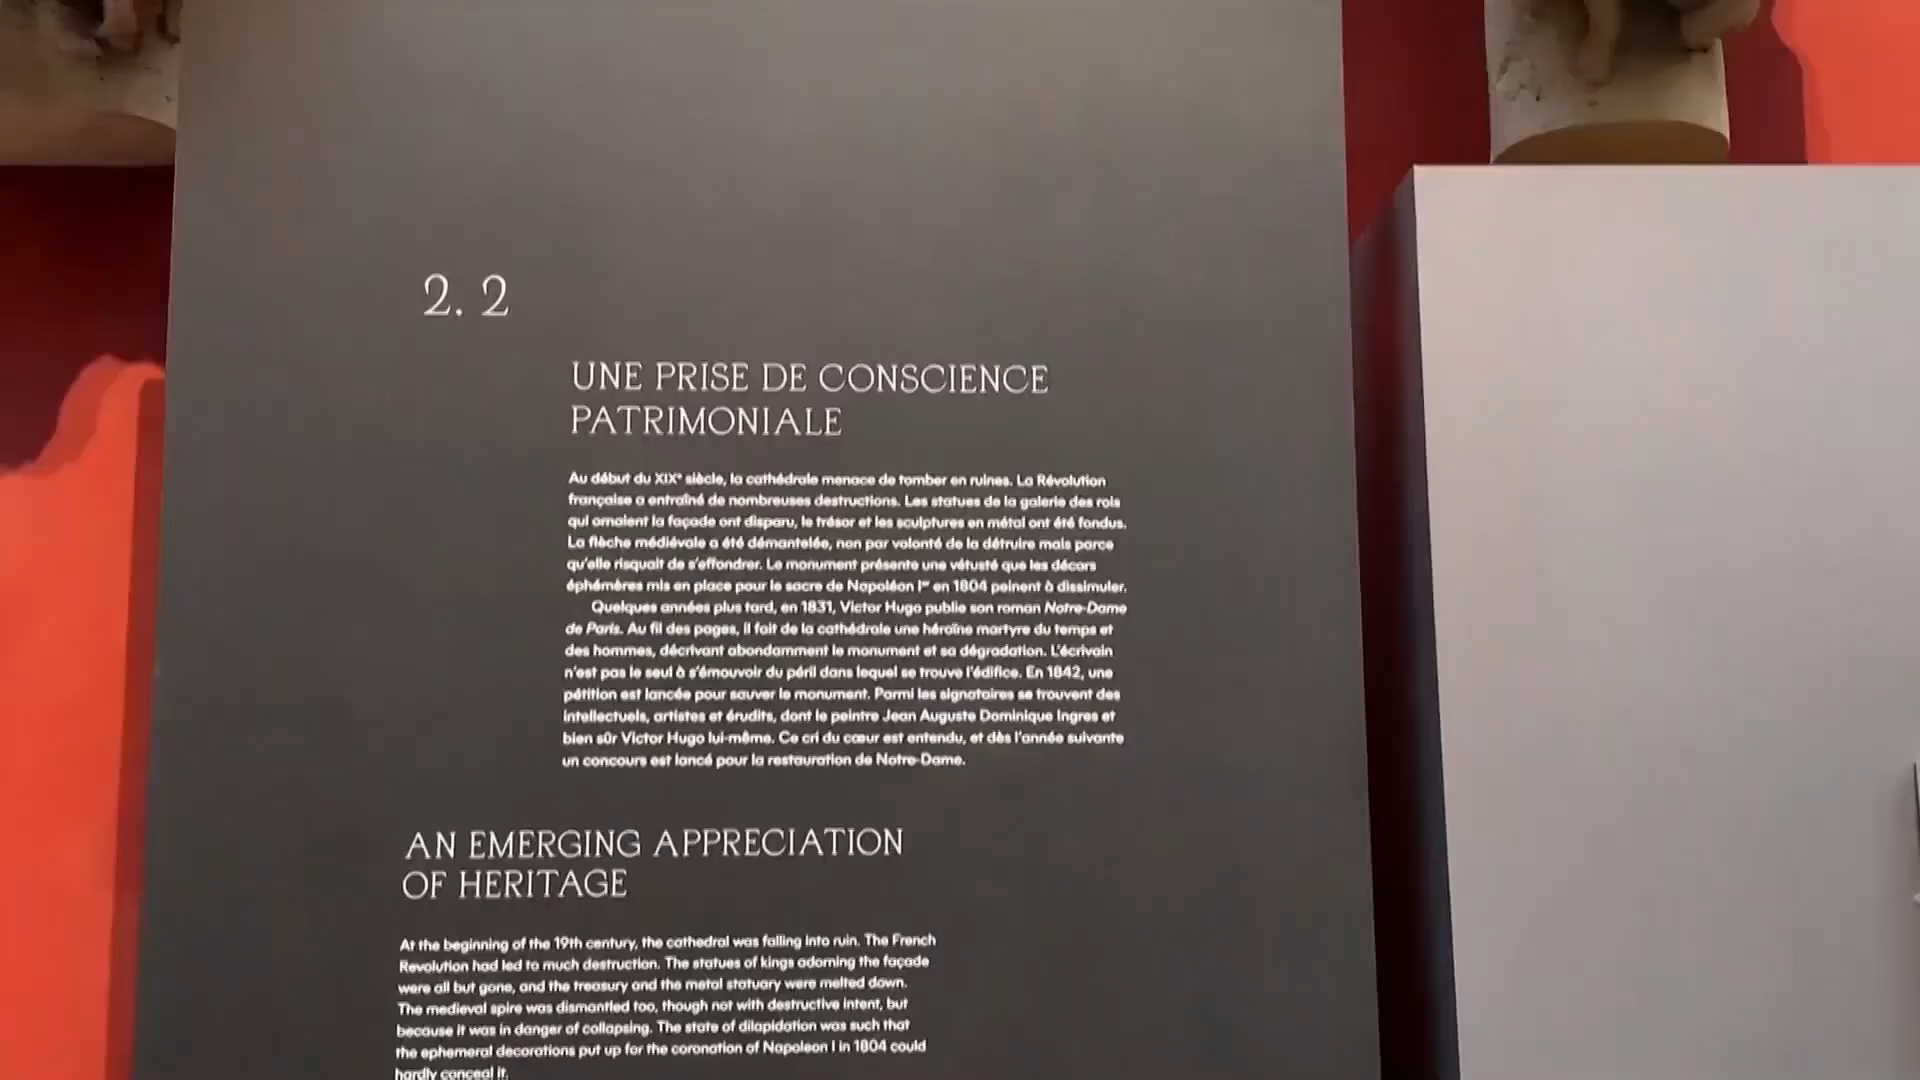 2. 2
UNE PRISE DE CONSCIENCE
PATRIMONIALE
Au début du XIXᵉ siècle, la cathédrale menace de tomber en ruines. La Révolution
française a entraîné de nombreuses destructions. Les statues de la galerie des rois
qui ornaient la façade ont disparu, le trésor et les sculptures en métal ont été fondus.
La flèche médiévale a été démantelée, non par volonté de la détruire mais parce
qu'elle risquait de s'effondrer. Le monument présente une vétusté que les décors
éphémères mis en place pour le sacre de Napoléon Iᵉʳ en 1804 peinent à dissimuler.
Quelques années plus tard, en 1831, Victor Hugo publie son roman Notre-Dame
de Paris. Au fil des pages, il fait de la cathédrale une héroïne martyre du temps et
des hommes, décrivant abondamment le monument et sa dégradation. L'écrivain
n'est pas le seul à s'émouvoir du péril dans lequel se trouve l'édifice. En 1842, une
pétition est lancée pour sauver le monument. Parmi les signataires se trouvent des
intellectuels, artistes et érudits, dont le peintre Jean Auguste Dominique Ingres et
bien sûr Victor Hugo lui-même. Ce cri du cœur est entendu, et dès l'année suivante
un concours est lancé pour la restauration de Notre-Dame.
AN EMERGING APPRECIATION
OF HERITAGE
At the beginning of the 19th century, the cathedral was falling into ruin. The French
Revolution had led to much destruction. The statues of kings adorning the façade
were all but gone, and the treasury and the metal statuary were melted down.
The medieval spire was dismantled too, though not with destructive intent, but
because it was in danger of collapsing. The state of dilapidation was such that
the ephemeral decorations put up for the coronation of Napoleon I in 1804 could
hardly conceal it.